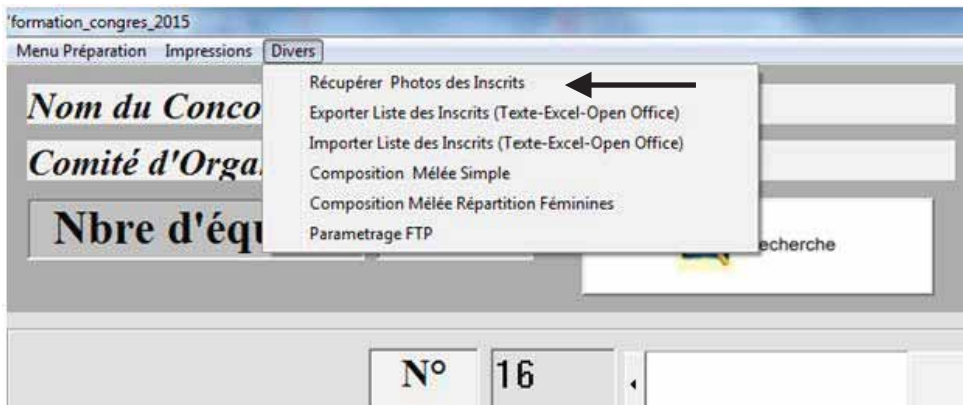 'formation_congres_2015
Menu Préparation Impressions Divers
Récupérer Photos des Inscrits
Nom du Conco
Exporter Liste des Inscrits (Texte-Excel-Open Office)
Importer Liste des Inscrits (Texte-Excel-Open Office)
Comité d'Orga
Composition Mélée Simple
Composition Mêlée Répartition Féminines
Nbre d'équ
Parametrage FTP
echerche
N° 16